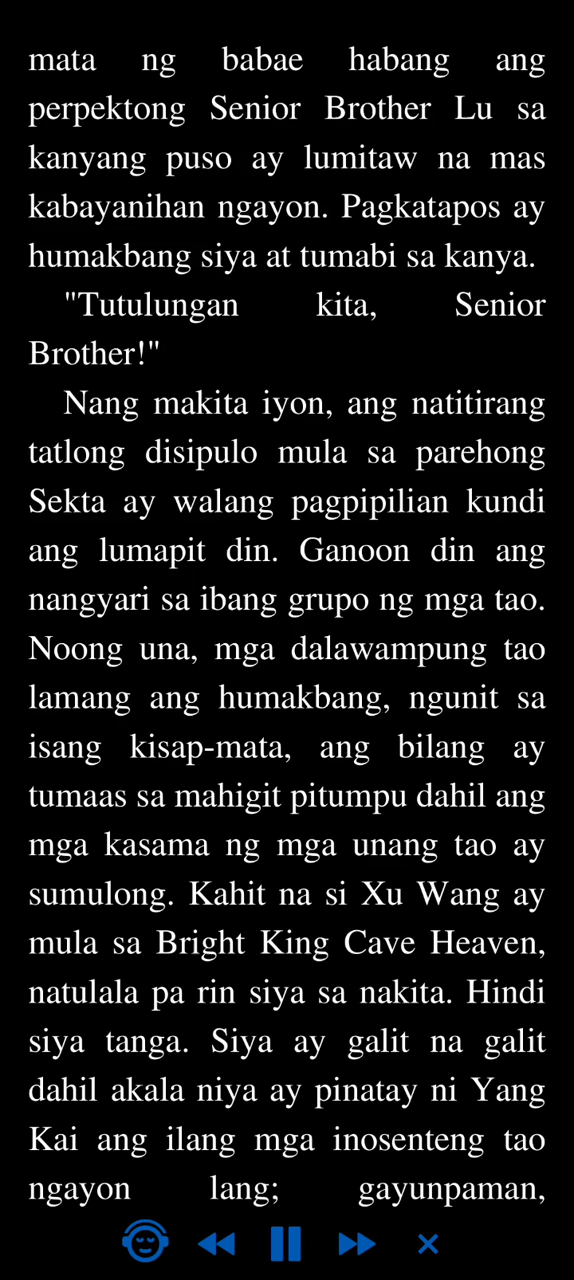 mata ng babae habang ang
perpektong Senior Brother Lu sa
kanyang puso ay lumitaw na mas
kabayanihan ngayon. Pagkatapos ay
humakbang siya at tumabi sa kanya.
"Tutulungan kita, Senior
Brother!"
Nang makita iyon, ang natitirang
tatlong disipulo mula sa parehong
Sekta ay walang pagpipilian kundi
ang lumapit din. Ganoon din ang
nangyari sa ibang grupo ng mga tao.
Noong una, mga dalawampung tao
lamang ang humakbang, ngunit sa
isang kisap-mata, ang bilang ay
tumaas sa mahigit pitumpu dahil ang
mga kasama ng mga unang tao ay
sumulong. Kahit na si Xu Wang ay
mula sa Bright King Cave Heaven,
natulala pa rin siya sa nakita. Hindi
siya tanga. Siya ay galit na galit
dahil akala niya ay pinatay ni Yang
Kai ang ilang mga inosenteng tao
ngayon lang; gayunpaman,